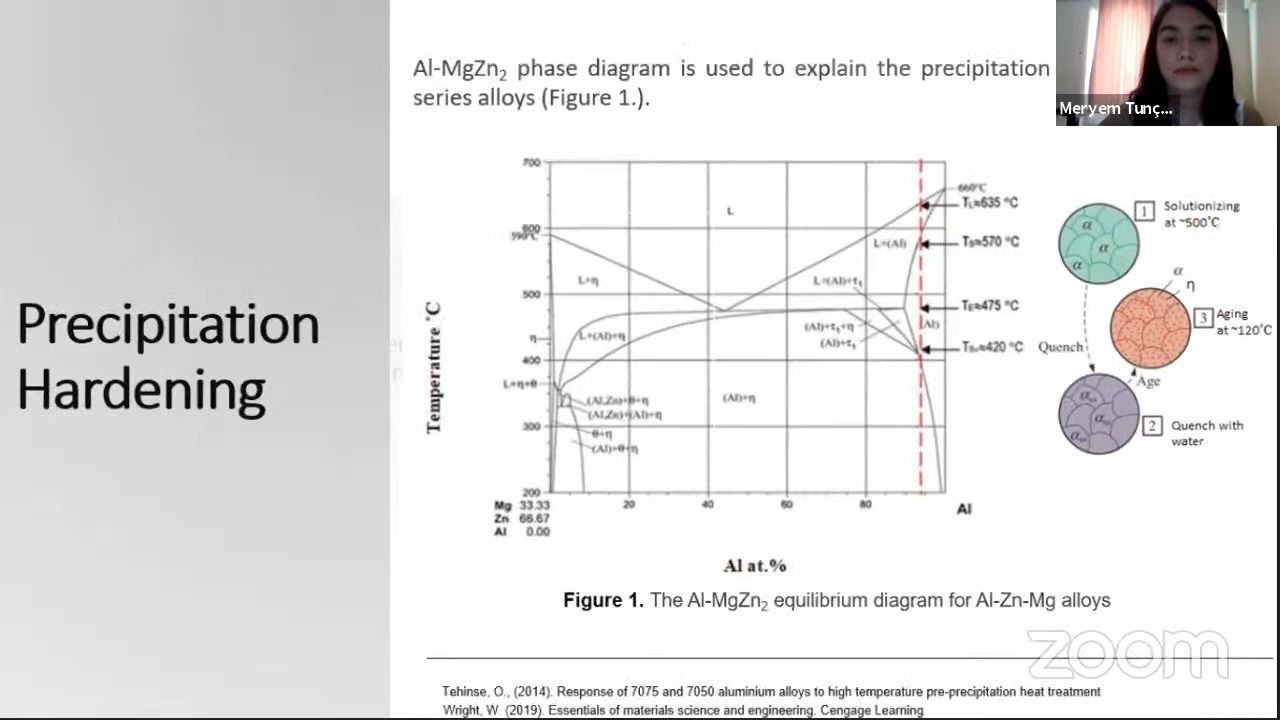 Precipitation
Hardening
Al-MgZn₂ phase diagram is used to explain the precipitation
series alloys (Figure 1.).
Meryem Tunç...
Temperature °C
700
600
590°C
500
400
300
200
L
L+η
L+(Al)
L+(Al)+τ₁
L+(Al)+η
(Al)+τ₁+η
(Al)+τ₁
Al)
η
L+η+θ
(Al,Zn)+θ+η
(Al,Zn)+(Al)+η
θ+η
(Al)+θ+η
(Al)+η
660°C
Tʟ≈635 °C
Ts≈570 °C
Tᴇ≈475 °C
≈420 °C
Mg 33.33
Zn 66.67
Al 0.00
20
40
60
80
Al
Al at.%
α
α
α
1
Solutionizing
at ~500°C
α
η
3
Aging
at ~120°C
Quench
Age
2
Quench with
water
Figure 1. The Al-MgZn₂ equilibrium diagram for Al-Zn-Mg alloys
zoom
Tehinse, O., (2014). Response of 7075 and 7050 aluminium alloys to high temperature pre-precipitation heat treatment
Wright, W. (2019). Essentials of materials science and engineering. Cengage Learning.